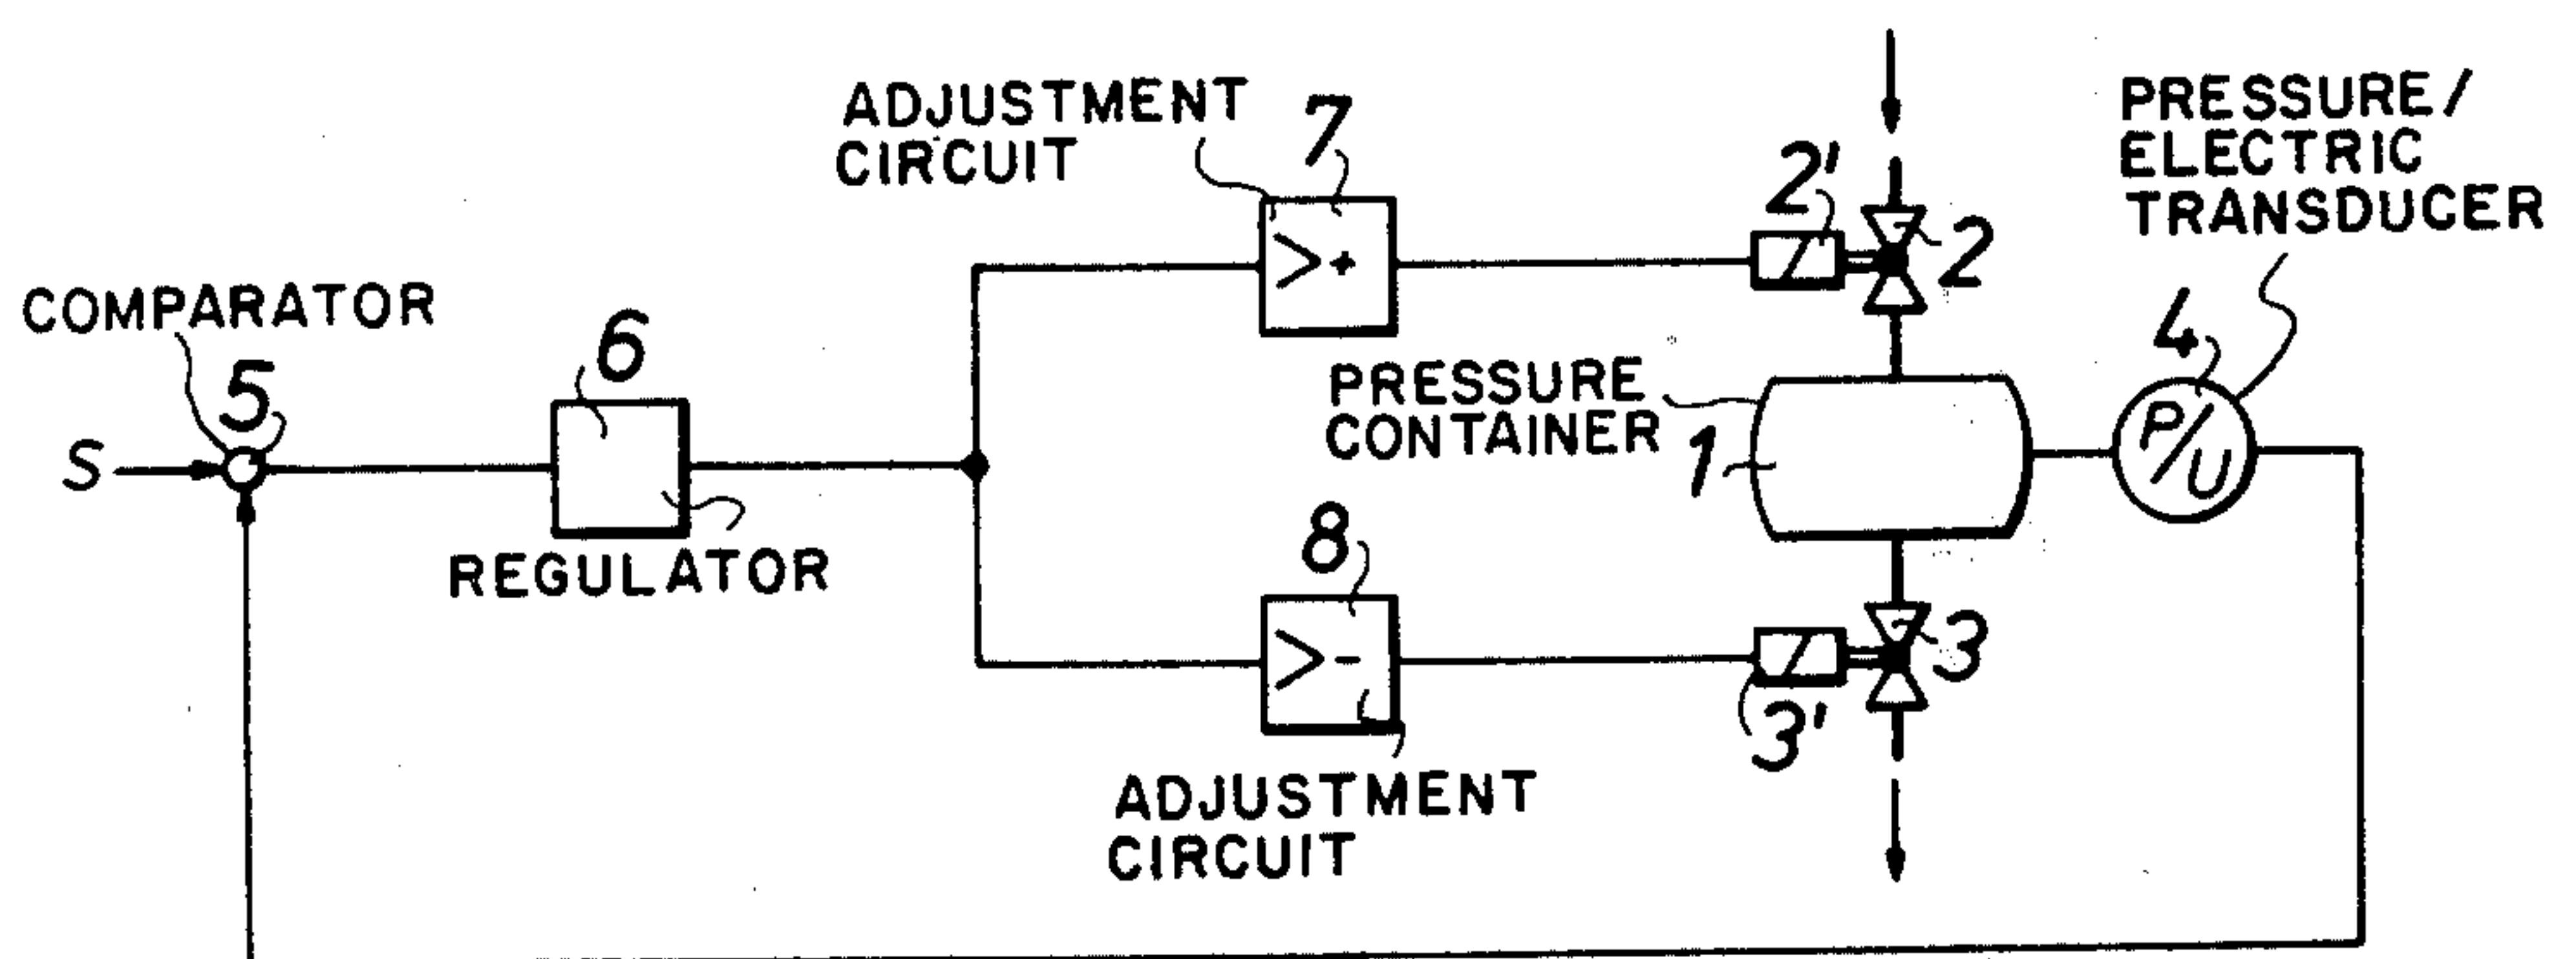 ADJUSTMENT
CIRCUIT
7
2'
2
PRESSURE/
ELECTRIC
TRANSDUCER
COMPARATOR
5
S
6
REGULATOR
PRESSURE
CONTAINER
1
4
P/U
8
>+
>-
ADJUSTMENT
CIRCUIT
3'
3